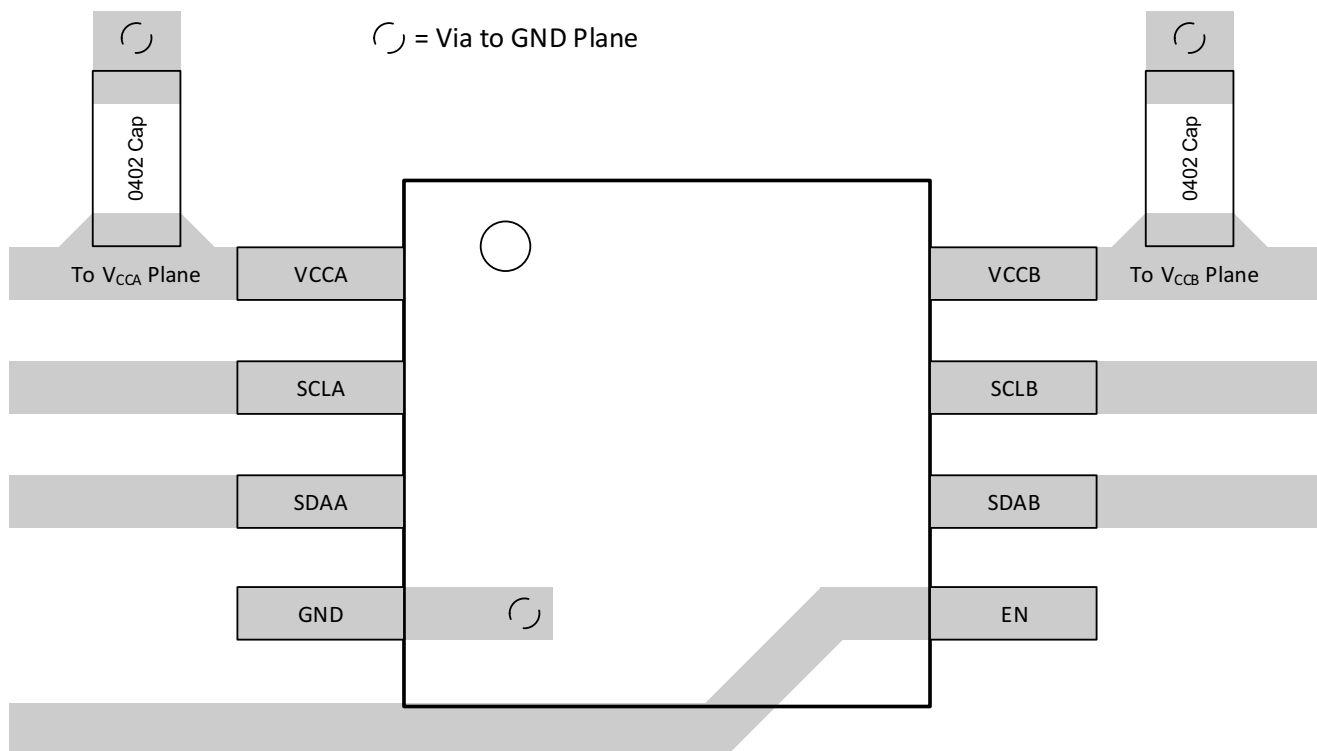 = Via to GND Plane
0402 Cap
0402 Cap
To VCCA Plane
VCCA
VCCB
To VCCB Plane
SCLA
SCLB
SDAA
SDAB
GND
EN